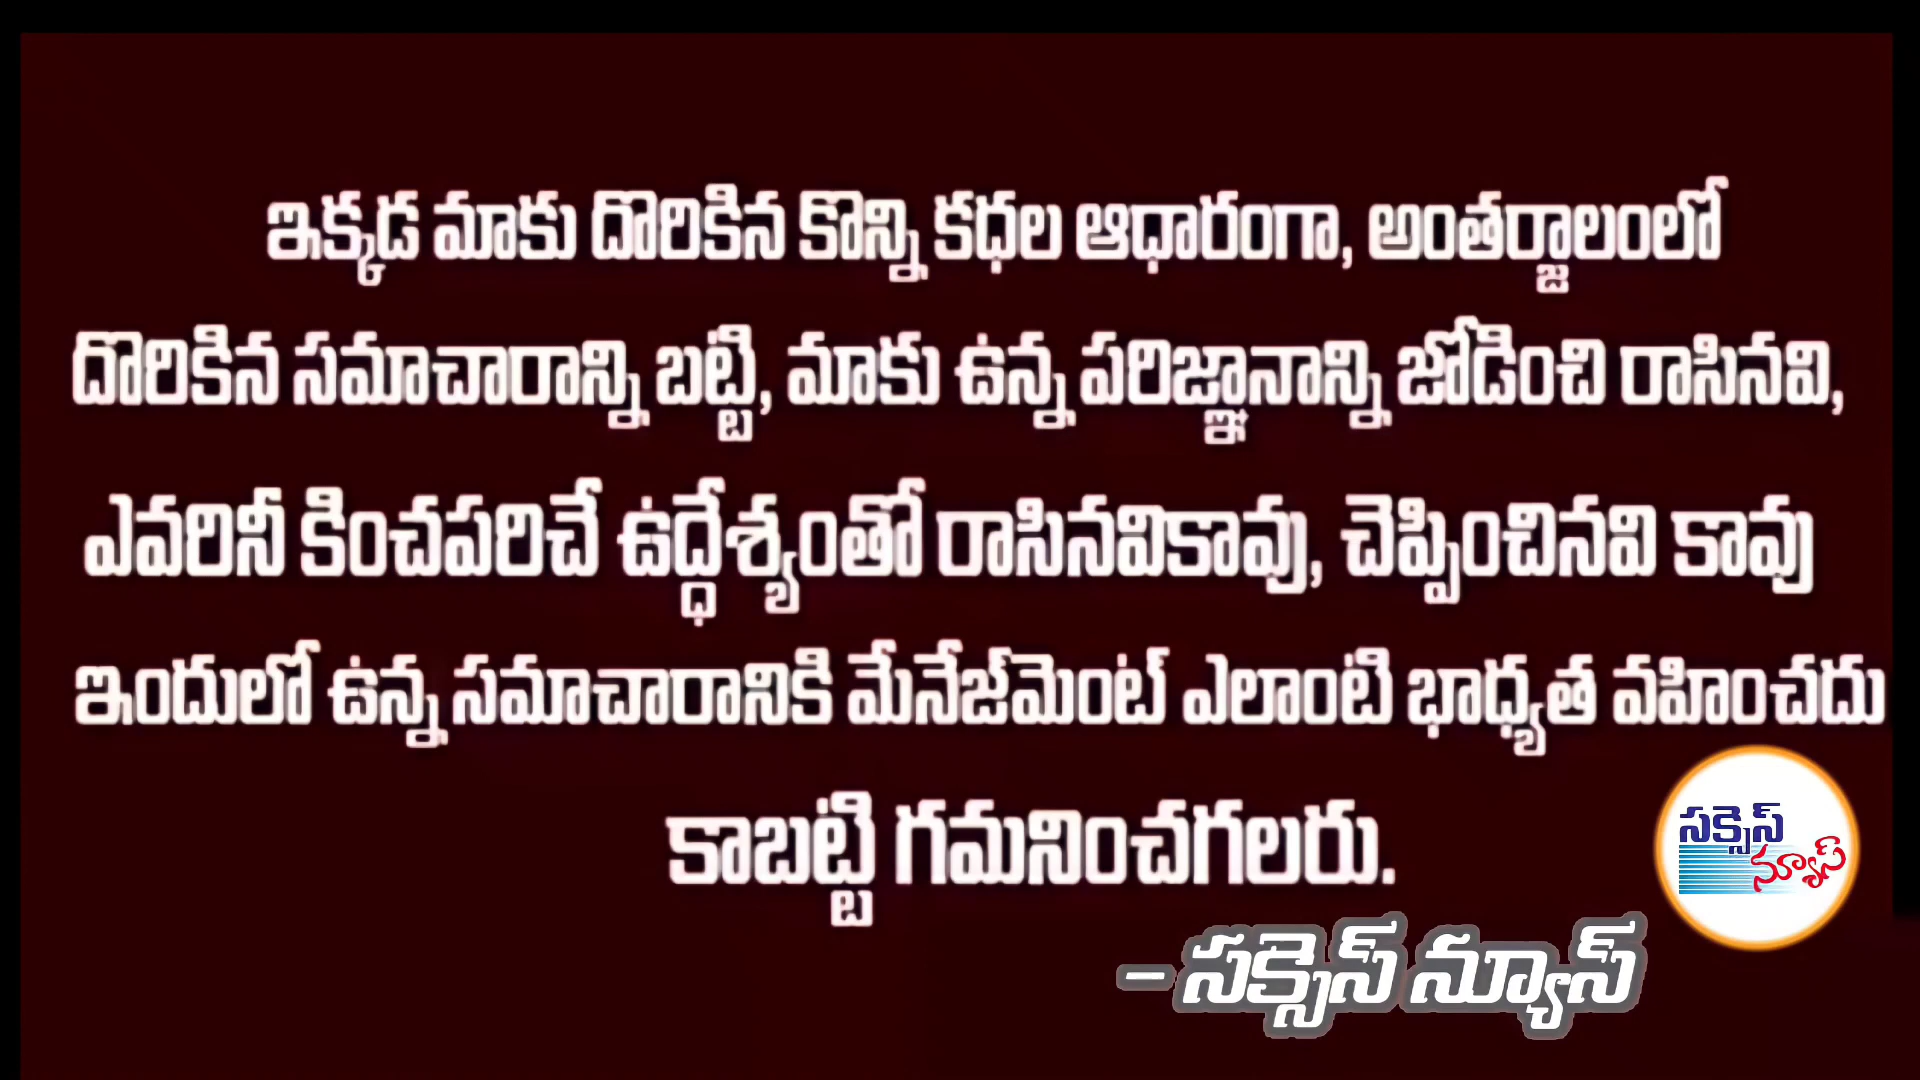 ఇక్కడ మాకు దొరికిన కొన్ని కధల ఆధారంగా, అంతర్జాలంలో
దొరికిన సమాచారాన్ని బట్టి, మాకు ఉన్న పరిజ్ఞానాన్ని జోడించి రాసినవి,
ఎవరినీ కించపరిచే ఉద్ధేశ్యంతో రాసినవికావు, చెప్పించినవి కావు
ఇందులో ఉన్న సమాచారానికి మేనేజ్‌మెంట్ ఎలాంటి భాధ్యత వహించదు
కాబట్టి గమనించగలరు.
సక్సెస్
న్యూస్
– సక్సెస్ న్యూస్